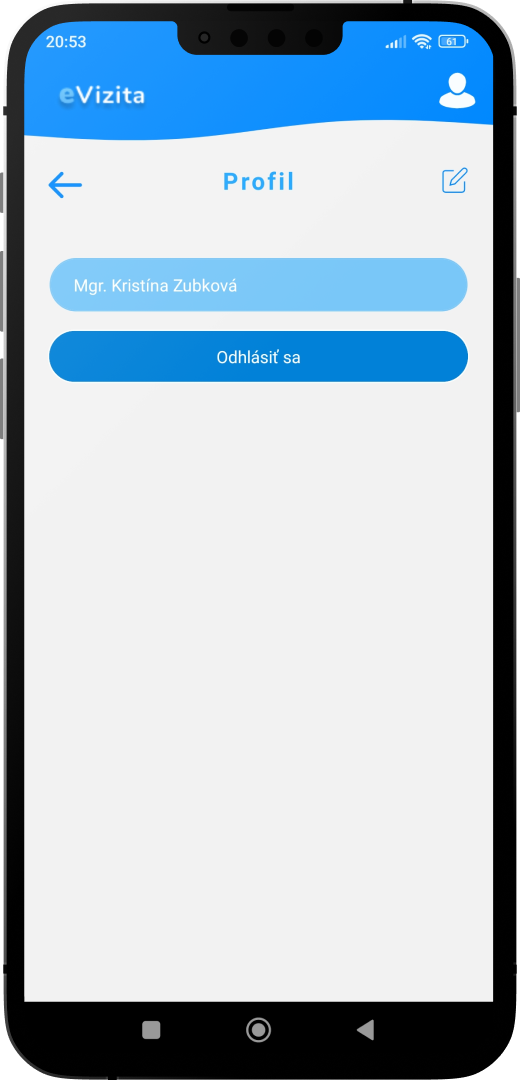 20:53
61
eVizita
Profil
Mgr. Kristína Zubková
Odhlásiť sa